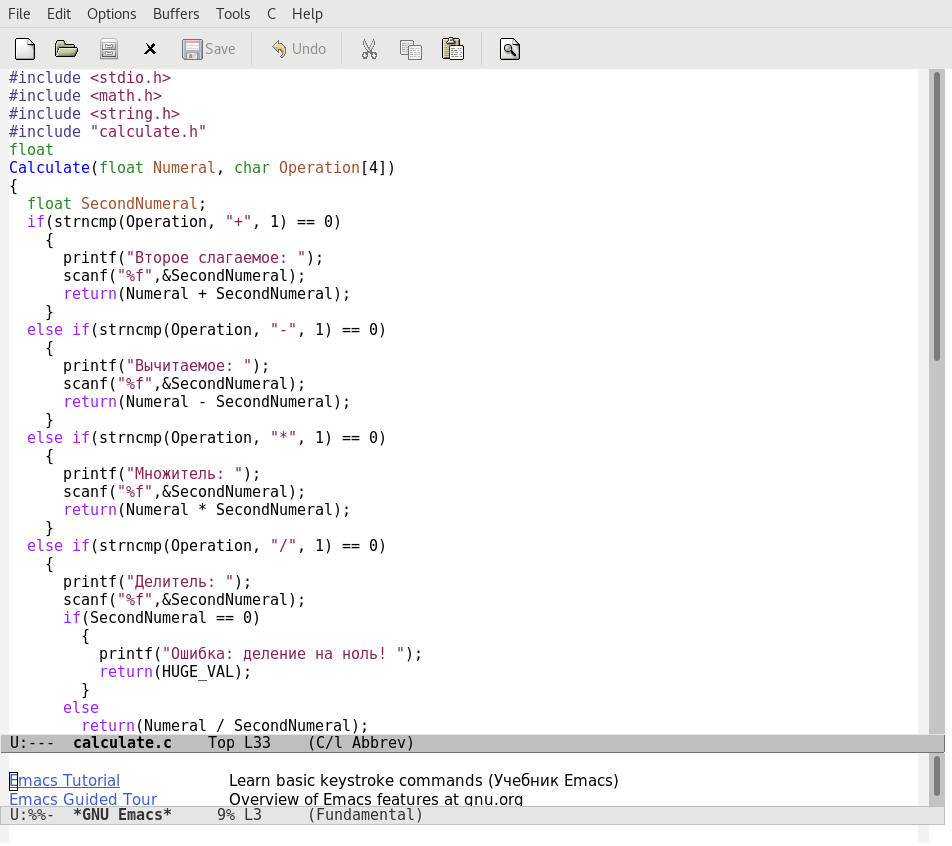 File Edit Options Buffers Tools C Help
Save Undo
#include <stdio.h>
#include <math.h>
#include <string.h>
#include "calculate.h"
float
Calculate(float Numeral, char Operation[4])
{
  float SecondNumeral;
  if(strncmp(Operation, "+", 1) == 0)
    {
      printf("Второе слагаемое: ");
      scanf("%f",&SecondNumeral);
      return(Numeral + SecondNumeral);
    }
  else if(strncmp(Operation, "-", 1) == 0)
    {
      printf("Вычитаемое: ");
      scanf("%f",&SecondNumeral);
      return(Numeral - SecondNumeral);
    }
  else if(strncmp(Operation, "*", 1) == 0)
    {
      printf("Множитель: ");
      scanf("%f",&SecondNumeral);
      return(Numeral * SecondNumeral);
    }
  else if(strncmp(Operation, "/", 1) == 0)
    {
      printf("Делитель: ");
      scanf("%f",&SecondNumeral);
      if(SecondNumeral == 0)
        {
          printf("Ошибка: деление на ноль! ");
          return(HUGE_VAL);
        }
      else
        return(Numeral / SecondNumeral);
U:---  calculate.c    Top L33    (C/l Abbrev)
Emacs Tutorial Learn basic keystroke commands (Учебник Emacs)
Emacs Guided Tour Overview of Emacs features at gnu.org
U:%%-  *GNU Emacs*     9% L3     (Fundamental)